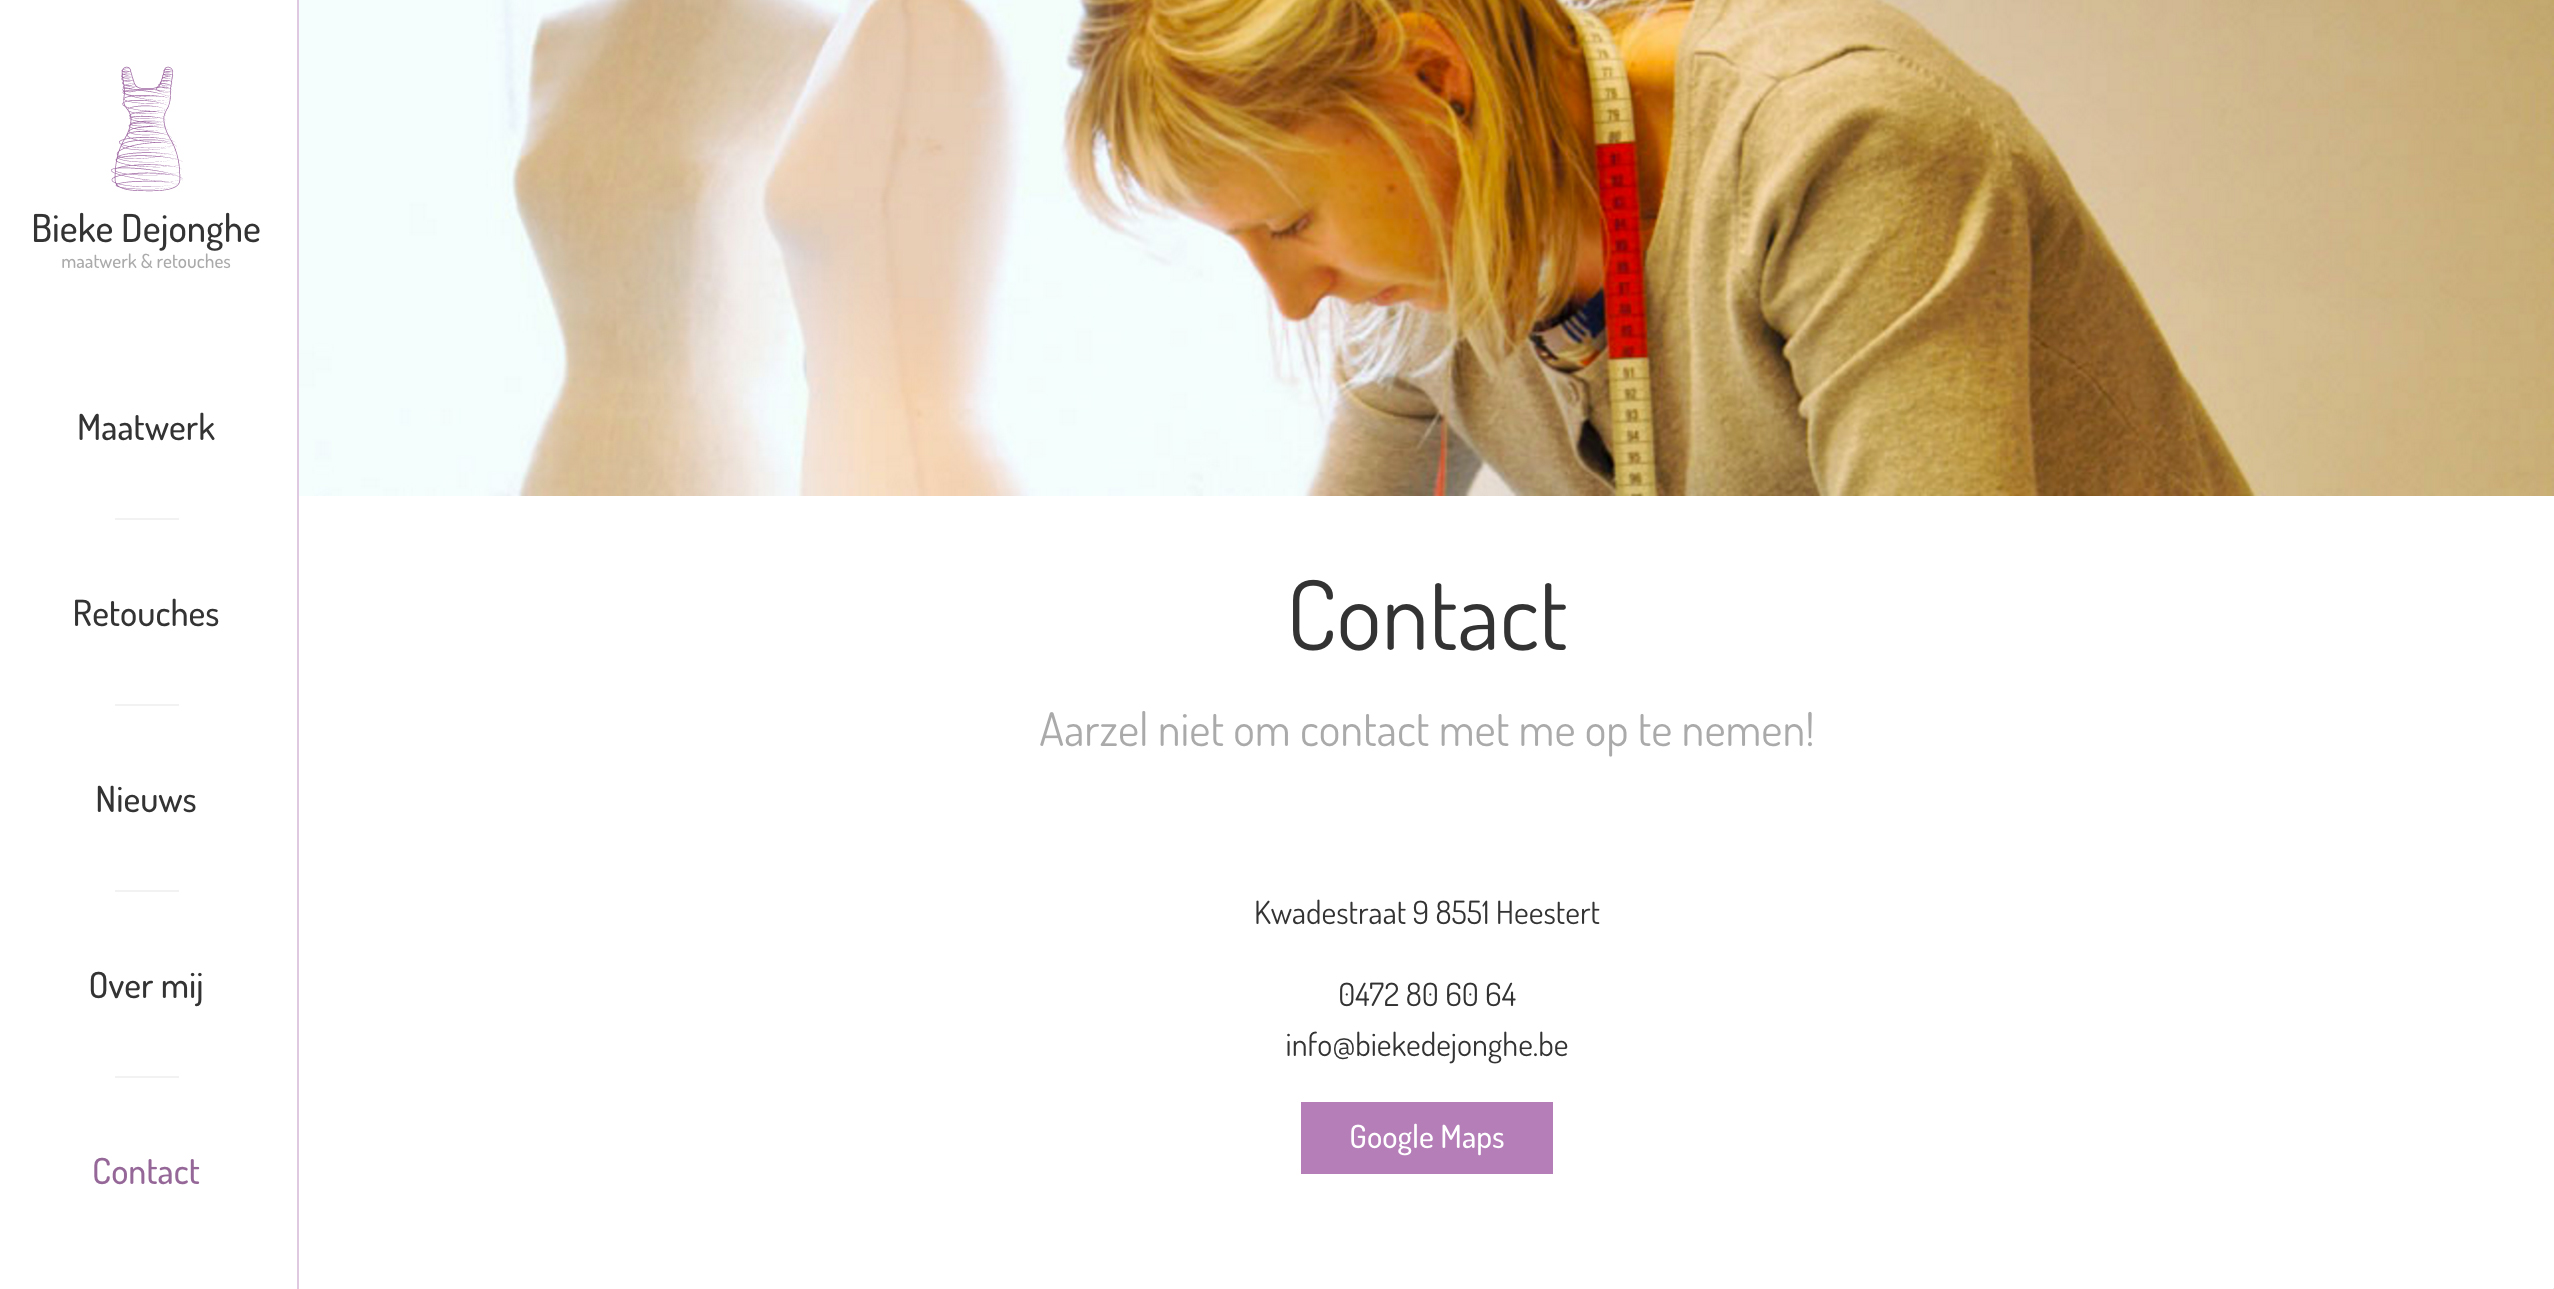 Bieke Dejonghe
maatwerk & retouches
Maatwerk
Retouches
Nieuws
Over mij
Contact
Contact
Aarzel niet om contact met me op te nemen!
Kwadestraat 9 8551 Heestert
0472 80 60 64
info@biekedejonghe.be
Google Maps